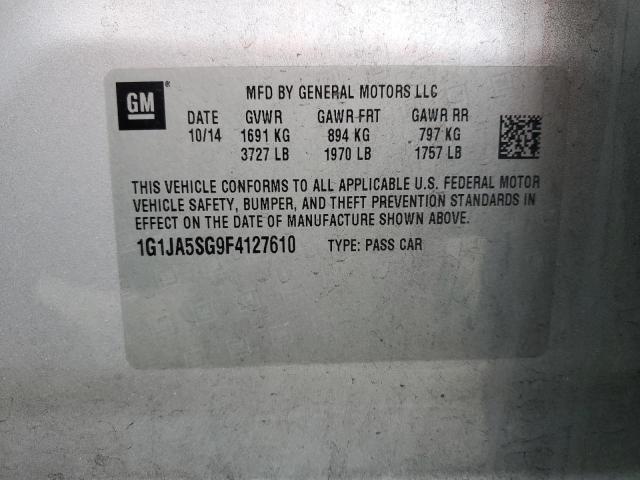 GM
®
MFD BY GENERAL MOTORS LLC
DATE GVWR GAWR FRT GAWR RR
10/14 1691 KG 894 KG 797 KG
3727 LB 1970 LB 1757 LB
THIS VEHICLE CONFORMS TO ALL APPLICABLE U.S. FEDERAL MOTOR
VEHICLE SAFETY, BUMPER, AND THEFT PREVENTION STANDARDS IN
EFFECT ON THE DATE OF MANUFACTURE SHOWN ABOVE.
1G1JA5SG9F4127610 TYPE: PASS CAR